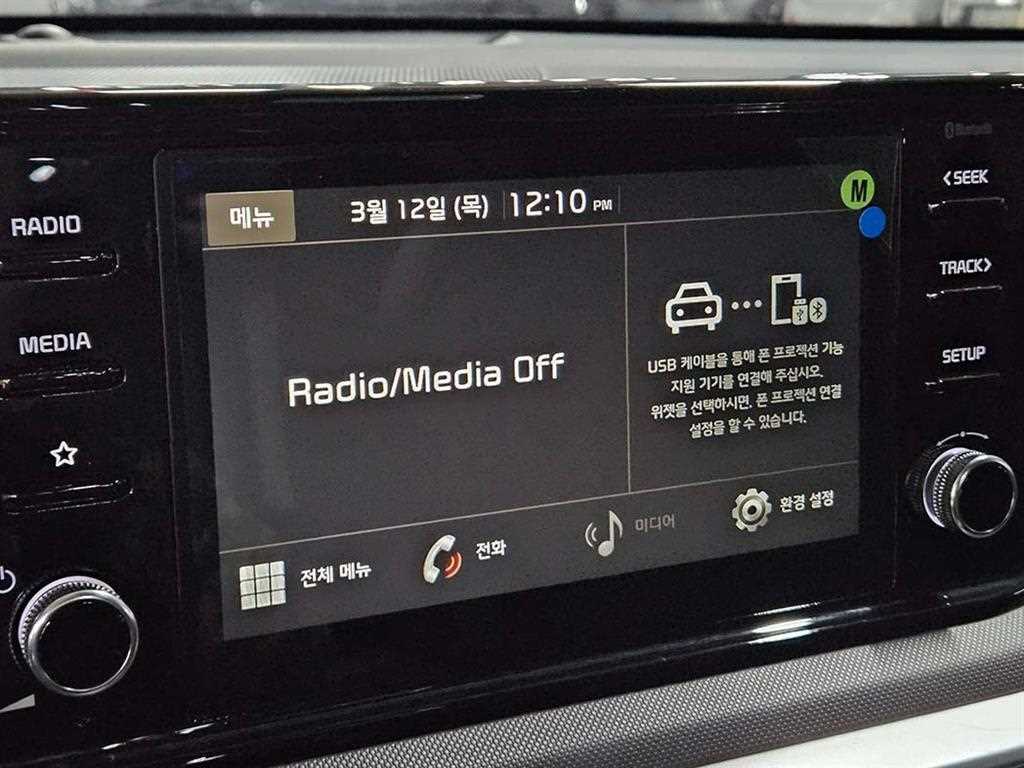 Bluetooth
RADIO
MEDIA
메뉴
3월 12일 (목) 12:10 PM
M
Radio/Media Off
USB 케이블을 통해 폰 프로젝션 기능
지원 기기를 연결해 주십시오.
위젯을 선택하시면, 폰 프로젝션 연결
설정을 할 수 있습니다.
전체 메뉴
전화
미디어
환경 설정
<SEEK
TRACK>
SETUP